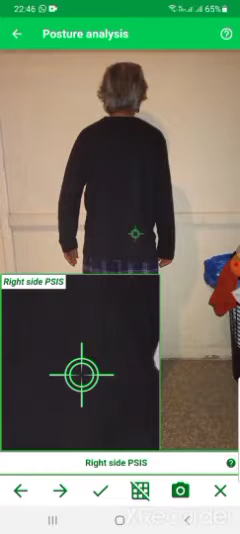 22:46 65%
Posture analysis
Right side PSIS
Right side PSIS
XRecorder